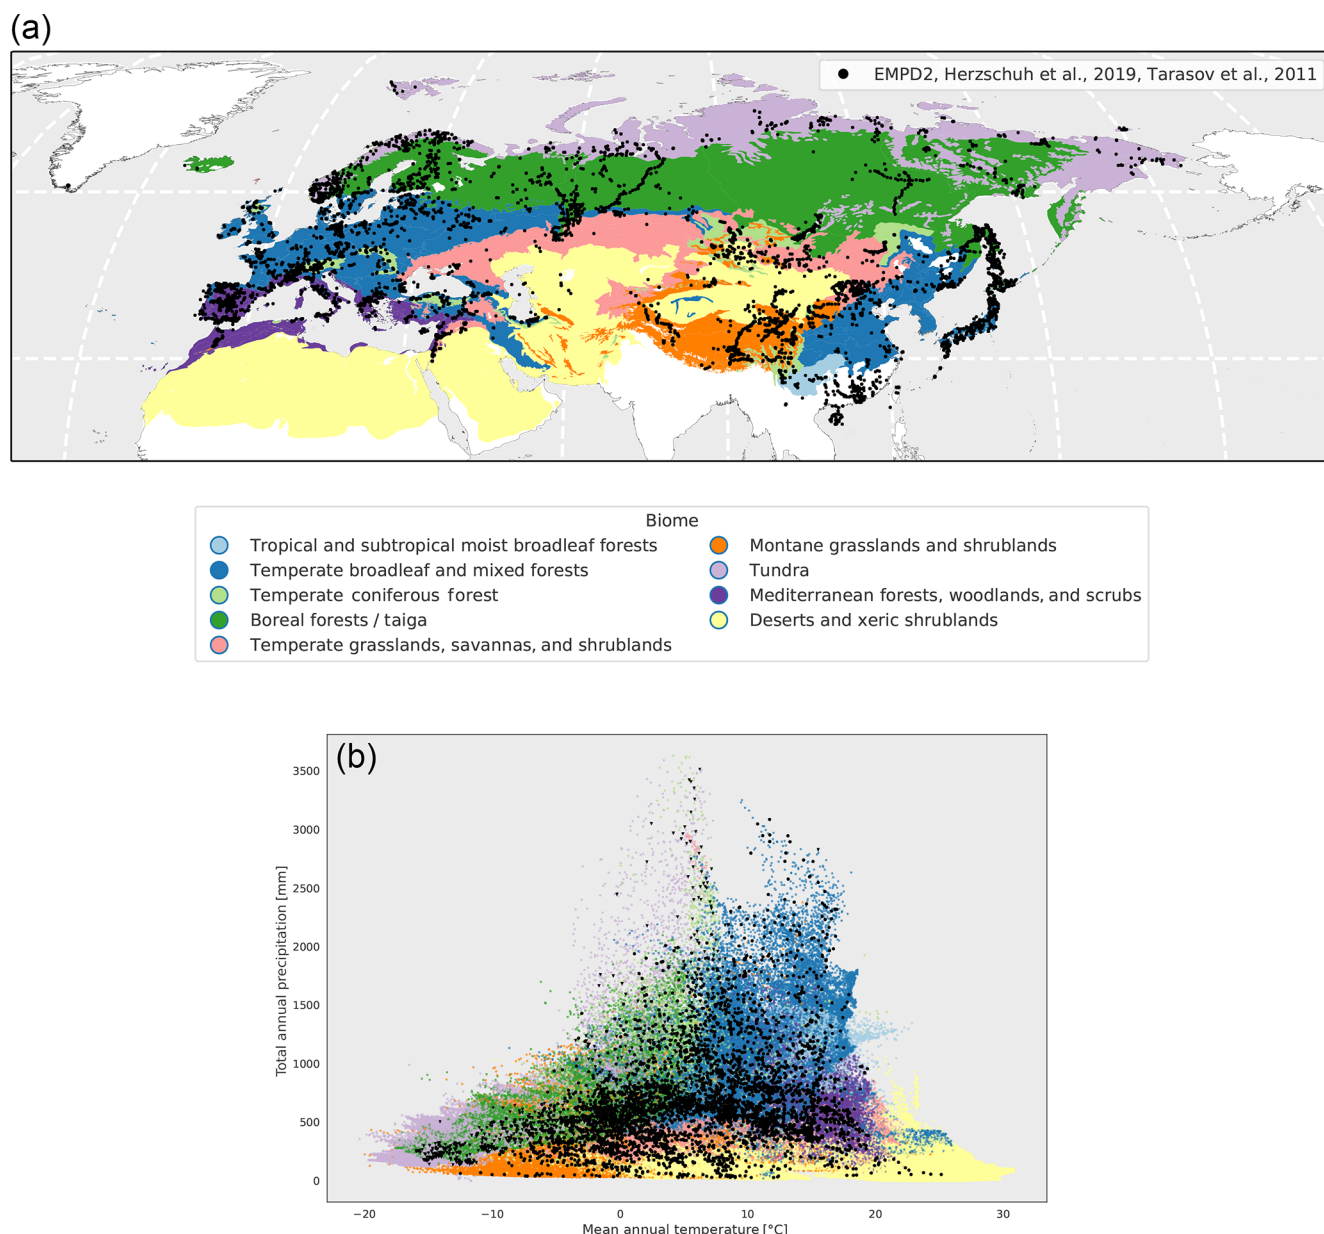 (a)
EMPD2, Herzschuh et al., 2019, Tarasov et al., 2011
Biome
Tropical and subtropical moist broadleaf forests
Temperate broadleaf and mixed forests
Temperate coniferous forest
Boreal forests / taiga
Temperate grasslands, savannas, and shrublands
Montane grasslands and shrublands
Tundra
Mediterranean forests, woodlands, and scrubs
Deserts and xeric shrublands
(b)
Total annual precipitation [mm]
3500
3000
2500
2000
1500
1000
500
0
−20 −10 0 10 20 30
Mean annual temperature [°C]